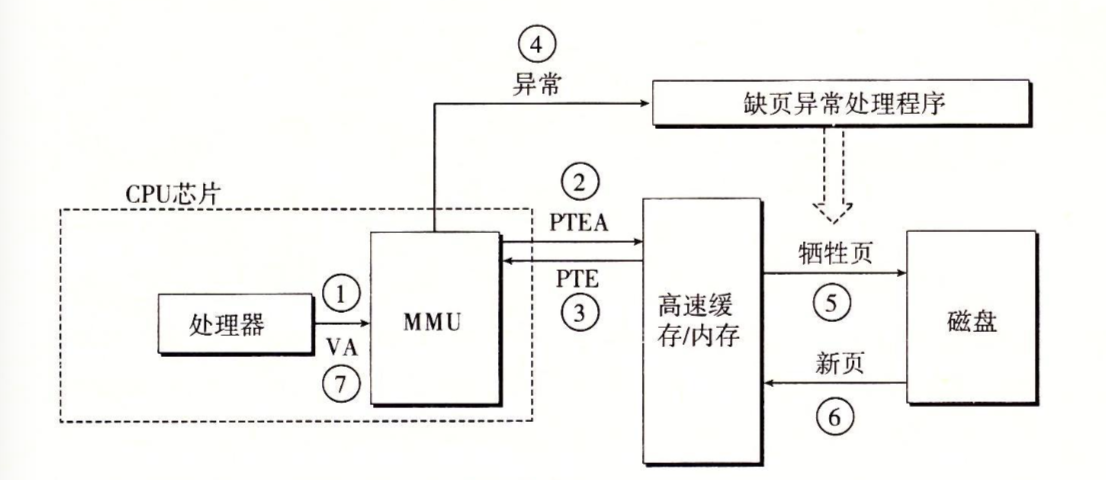 ④
异常
缺页异常处理程序
CPU芯片
②
PTEA
PTE
③
①
VA
⑦
处理器
MMU
高速缓
存/内存
牺牲页
⑤
新页
⑥
磁盘